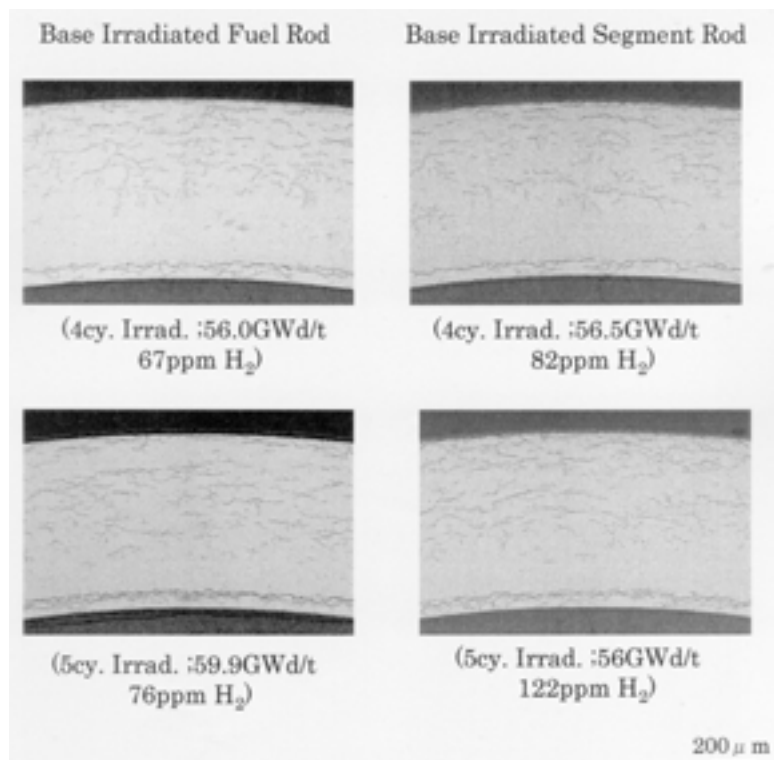 Base Irradiated Fuel Rod
Base Irradiated Segment Rod
(4cy. Irrad. ;56.0GWd/t
67ppm H₂)
(4cy. Irrad. ;56.5GWd/t
82ppm H₂)
(5cy. Irrad. ;59.9GWd/t
76ppm H₂)
(5cy. Irrad. ;56GWd/t
122ppm H₂)
200μm